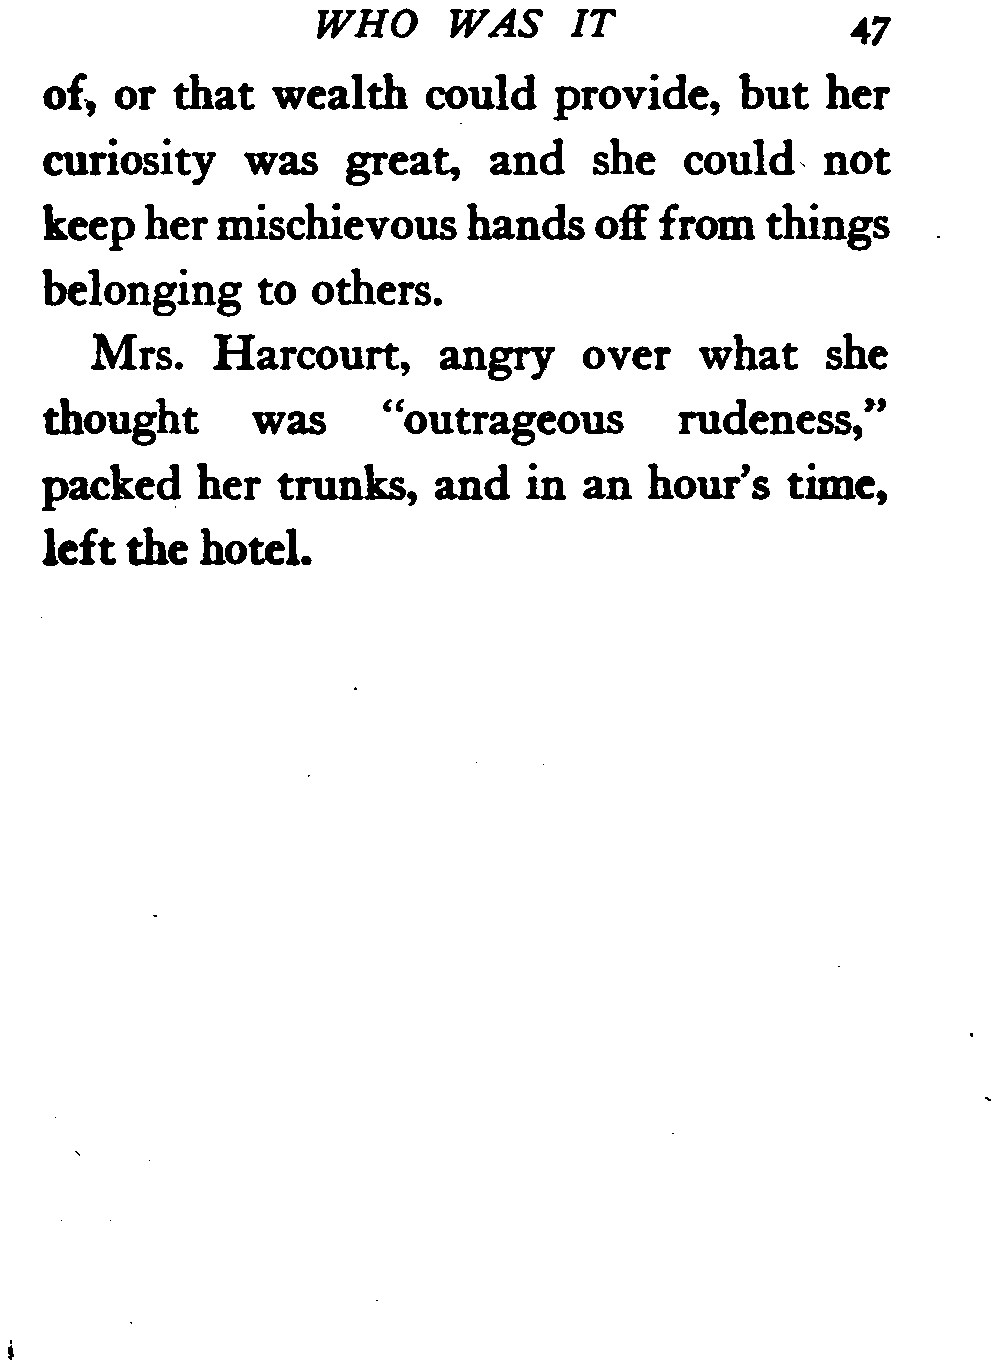 WHO WAS IT 47
of, or that wealth could provide, but her
curiosity was great, and she could not
keep her mischievous hands off from things
belonging to others.
Mrs. Harcourt, angry over what she
thought was “outrageous rudeness,”
packed her trunks, and in an hour's time,
left the hotel.